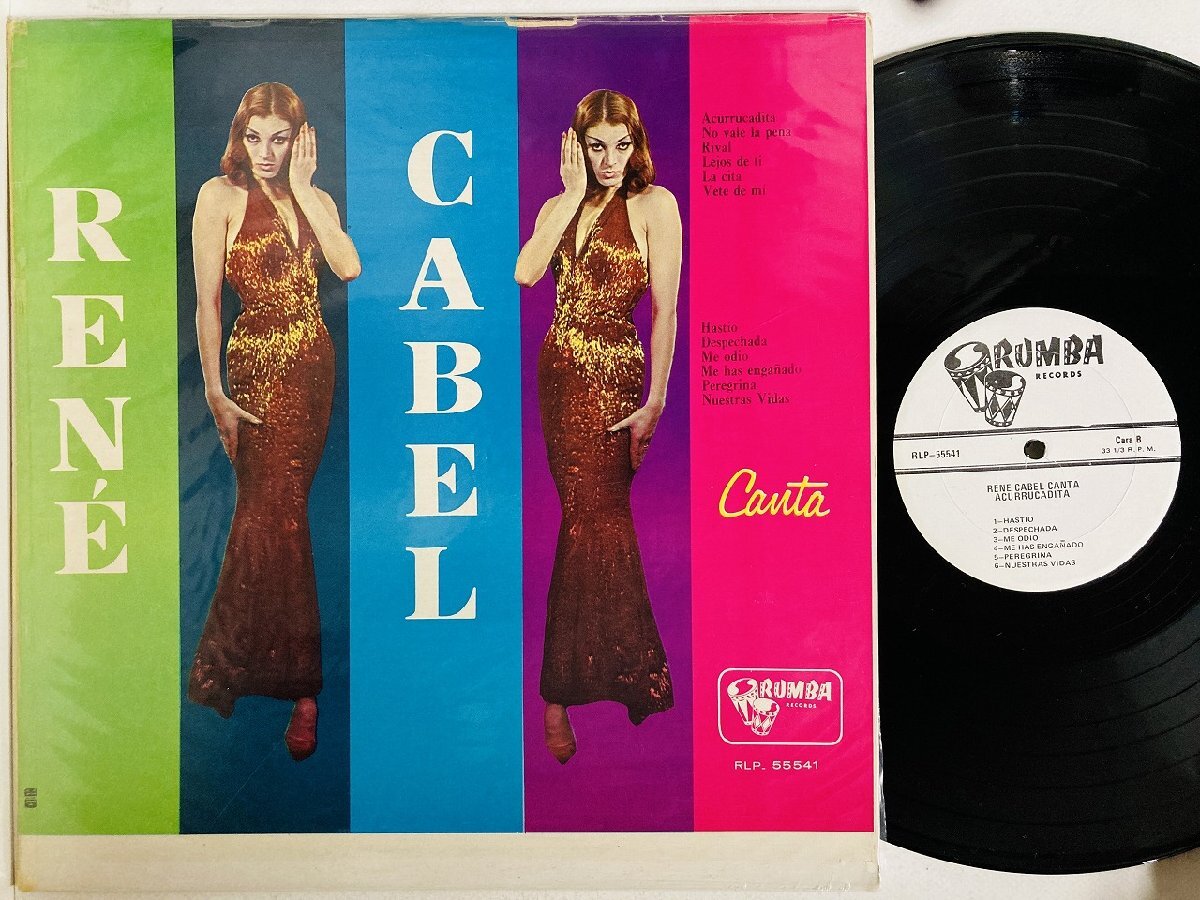 RENÉ
CABEL
Acurrucadita
No vale la pena
Rival
Lejos de ti
La cita
Vete de mi
Hastio
Despechada
Me odio
Me has engañado
Peregrina
Nuestras Vidas
Canta
RUMBA
RECORDS
RLP- 55541
RUMBA
RECORDS
RLP-55541
Cara B
33 1/3 R. P. M.
RENE CABEL CANTA
ACURRUCADITA
1-HASTIO
2-DESPECHADA
3-ME ODIO
4-ME HAS ENGAÑADO
5-PEREGRINA
6-NUESTRAS VIDAS